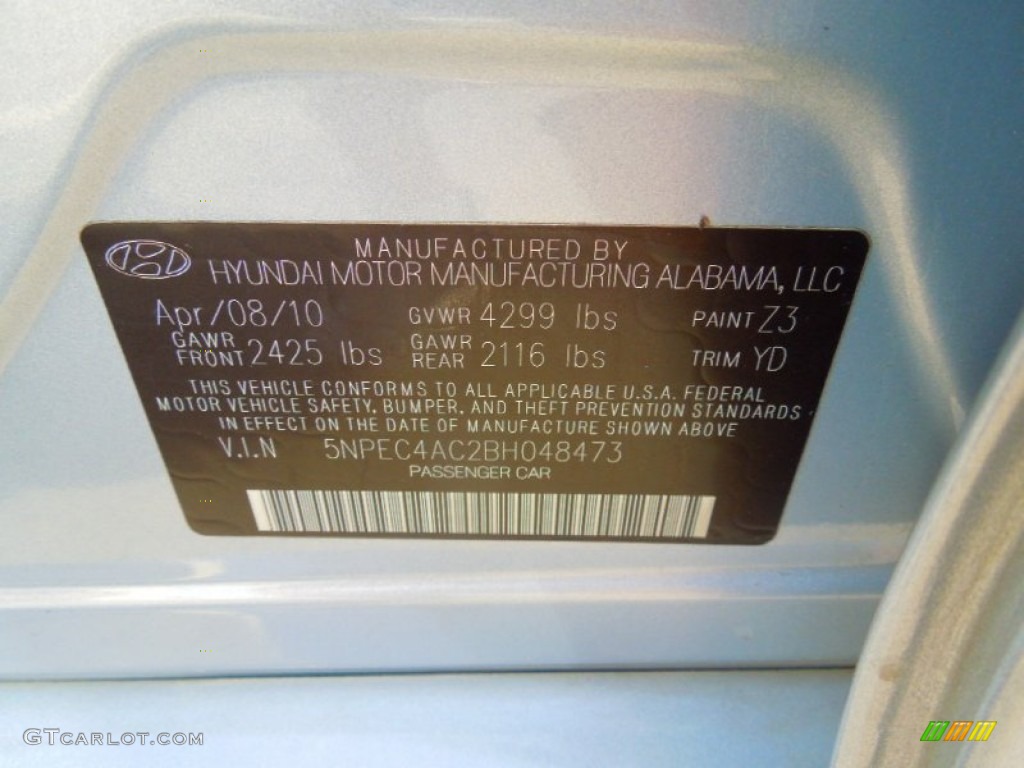 MANUFACTURED BY
HYUNDAI MOTOR MANUFACTURING ALABAMA, LLC
Apr/08/10 GVWR 4299 lbs PAINT Z3
GAWR FRONT 2425 lbs GAWR REAR 2116 lbs TRIM YD
THIS VEHICLE CONFORMS TO ALL APPLICABLE U.S.A. FEDERAL
MOTOR VEHICLE SAFETY, BUMPER, AND THEFT PREVENTION STANDARDS
IN EFFECT ON THE DATE OF MANUFACTURE SHOWN ABOVE
V.I.N 5NPEC4AC2BH048473
PASSENGER CAR
GTCARLOT.COM